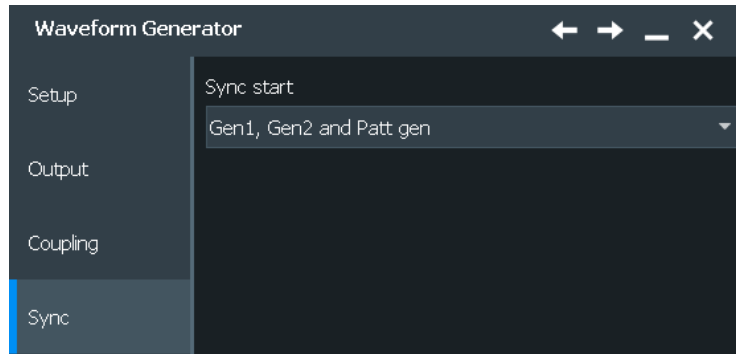 Waveform Generator
Setup
Sync start
Gen1, Gen2 and Patt gen
Output
Coupling
Sync